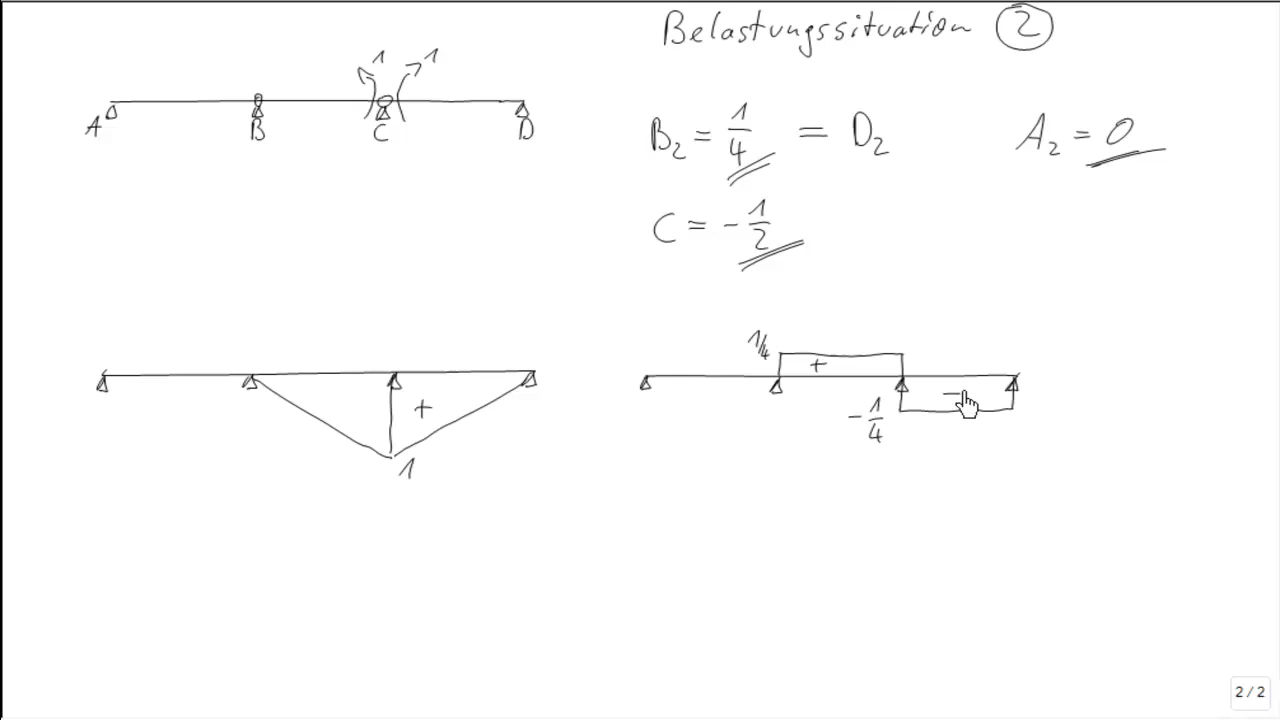 Belastungssituation ②
1 1
A B C D
B₂ = 1/4 = D₂ A₂ = 0
C = - 1/2
1/4 +
+ -
- 1/4
1
2 / 2